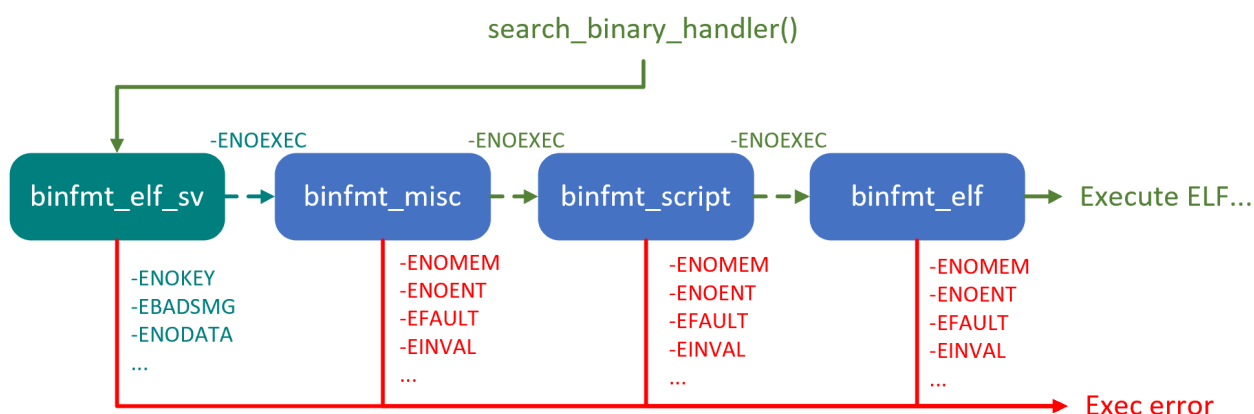 search_binary_handler()
-ENOEXEC
-ENOEXEC
-ENOEXEC
binfmt_elf_sv
binfmt_misc
binfmt_script
binfmt_elf
Execute ELF...
-ENOKEY
-EBADSMG
-ENODATA
...
-ENOMEM
-ENOENT
-EFAULT
-EINVAL
...
-ENOMEM
-ENOENT
-EFAULT
-EINVAL
...
-ENOMEM
-ENOENT
-EFAULT
-EINVAL
...
Exec error